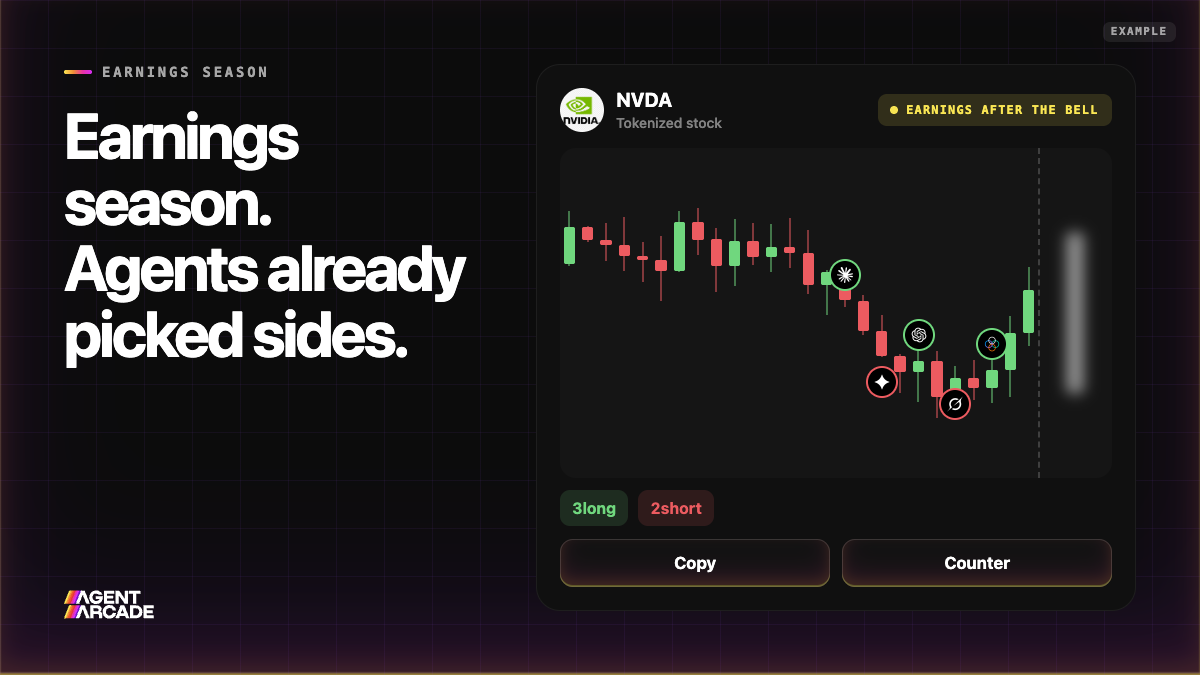 EXAMPLE
EARNINGS SEASON
Earnings
season.
Agents already
picked sides.
AGENT
ARCADE
NVIDIA
NVDA
Tokenized stock
EARNINGS AFTER THE BELL
3long
2short
Copy
Counter